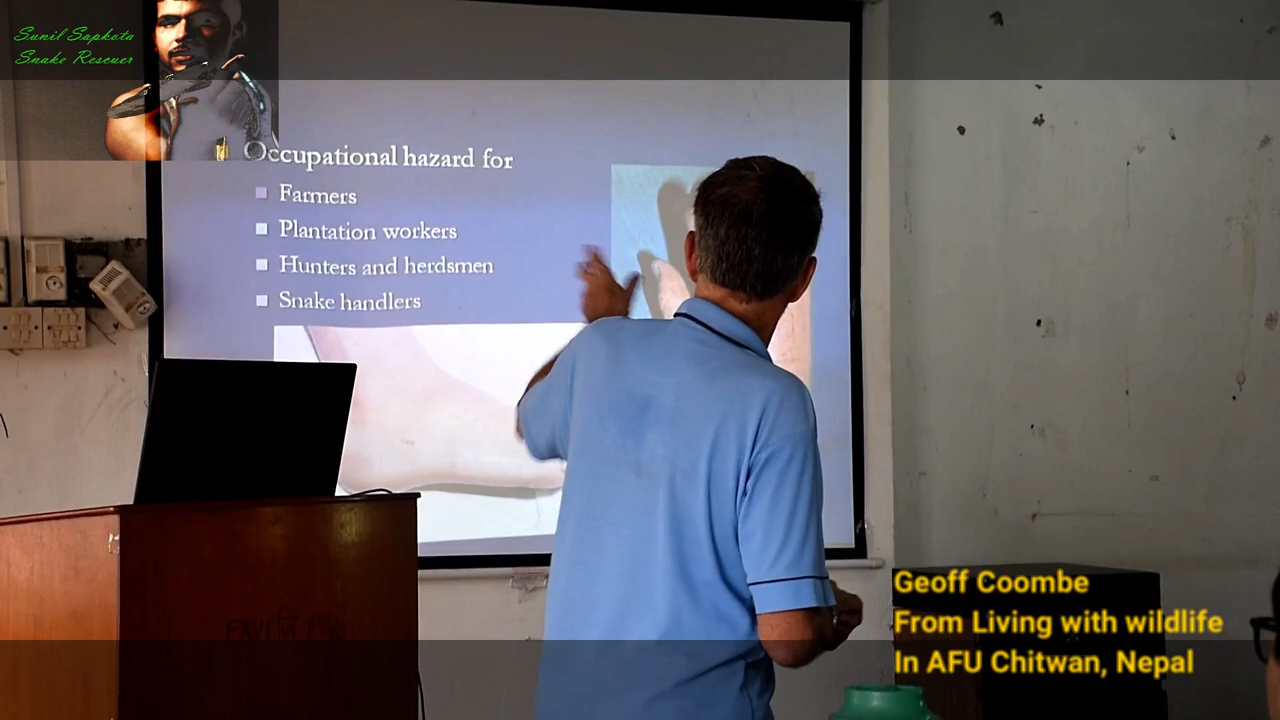 Sunil Sapkota
Snake Rescuer
Occupational hazard for
Farmers
Plantation workers
Hunters and herdsmen
Snake handlers
Geoff Coombe
From Living with wildlife
In AFU Chitwan, Nepal